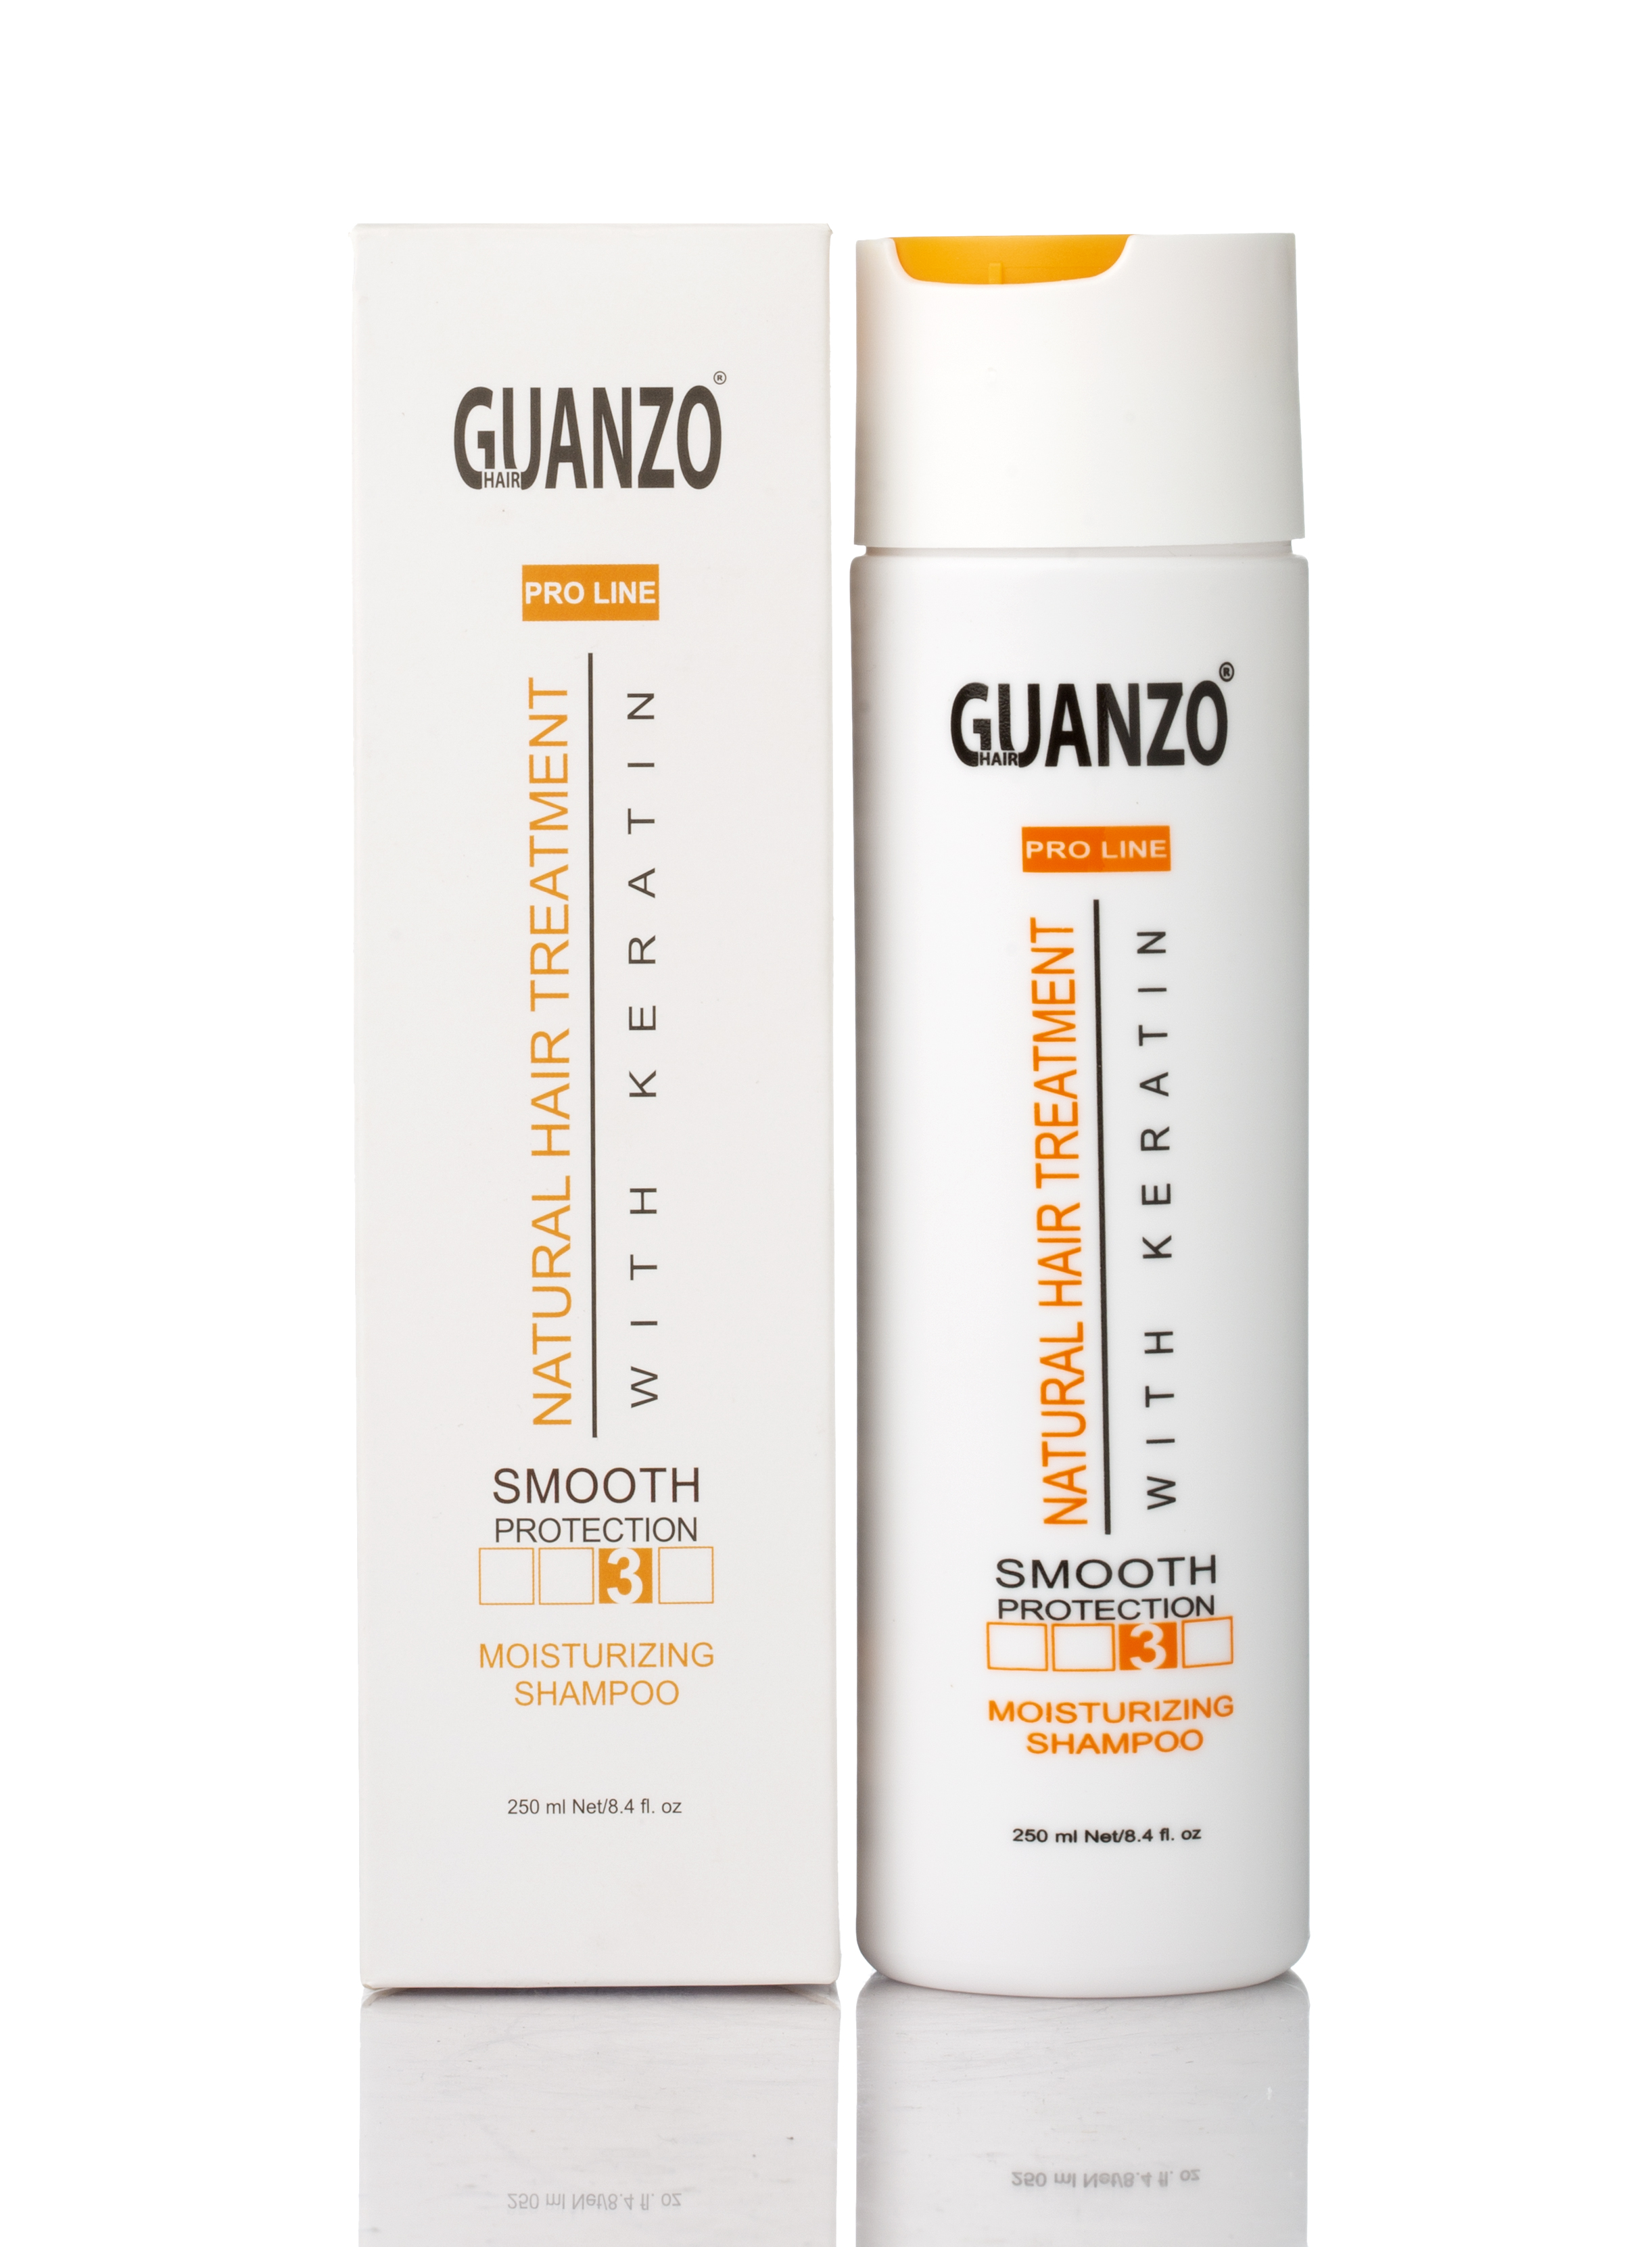 GUANZO®
HAIR
PRO LINE
NATURAL HAIR TREATMENT
WITH KERATIN
SMOOTH
PROTECTION
3
MOISTURIZING
SHAMPOO
250 ml Net/8.4 fl. oz
GUANZO®
HAIR
PRO LINE
NATURAL HAIR TREATMENT
WITH KERATIN
SMOOTH
PROTECTION
3
MOISTURIZING
SHAMPOO
250 ml Net/8.4 fl. oz